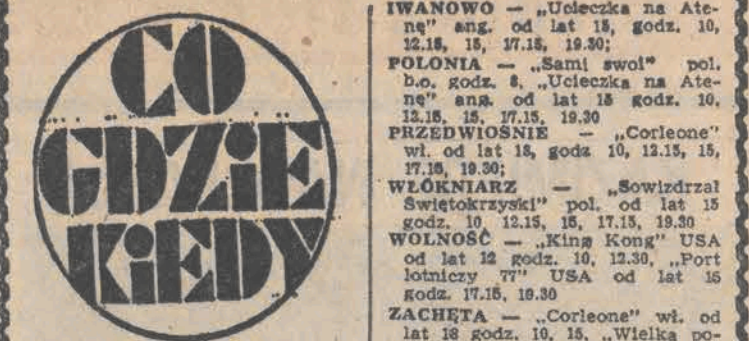 CO
GDZiE
KiEDY
IWANOWO — „Ucieczka na Ate-
nę” ang. od lat 15, godz. 10,
12.15, 15, 17.15, 19.30;
POLONIA — „Sami swoi” pol.
b.o. godz. 8, „Ucieczka na Ate-
nę” ang. od lat 15 godz. 10,
12.15, 15, 17.15, 19.30
PRZEDWIOŚNIE — „Corleone”
wł. od lat 18, godz 10, 12.15, 15,
17.15, 19.30;
WŁÓKNIARZ — „Sowizdrzał
Świętokrzyski” pol. od lat 15
godz. 10, 12.15, 15, 17.15, 19.30
WOLNOŚĆ — „King Kong” USA
od lat 12 godz. 10, 12.30, „Port
lotniczy 77” USA od lat 15
godz. 17.15, 19.30
ZACHĘTA — „Corleone” wł. od
lat 18 godz. 10, 15, „Wielka po-